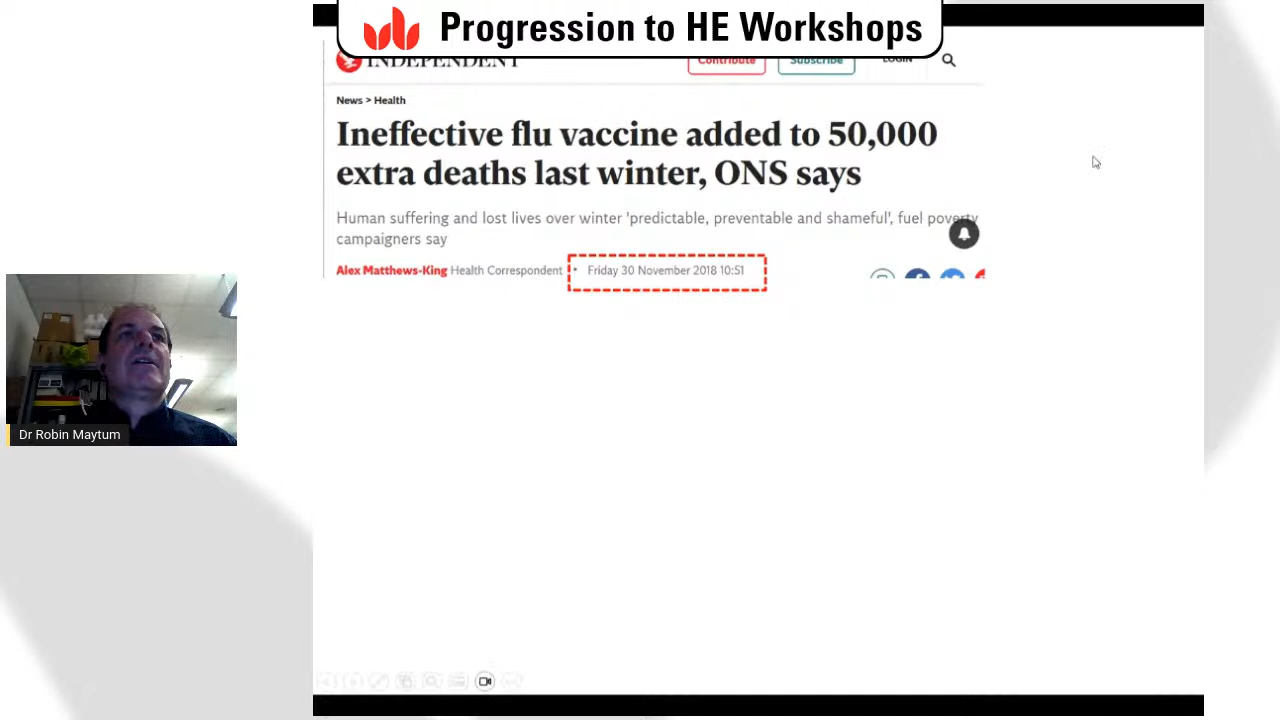 Progression to HE Workshops
INDEPENDENT
Contribute
Subscribe
LOGIN
News > Health
Ineffective flu vaccine added to 50,000
extra deaths last winter, ONS says
Human suffering and lost lives over winter 'predictable, preventable and shameful', fuel poverty
campaigners say
Alex Matthews-King Health Correspondent • Friday 30 November 2018 10:51
Dr Robin Maytum